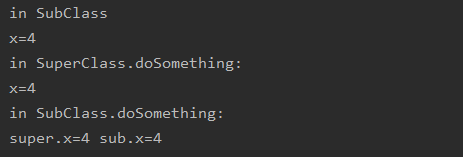 in SubClass
x=4
in SuperClass.doSomething:
x=4
in SubClass.doSomething:
super.x=4 sub.x=4